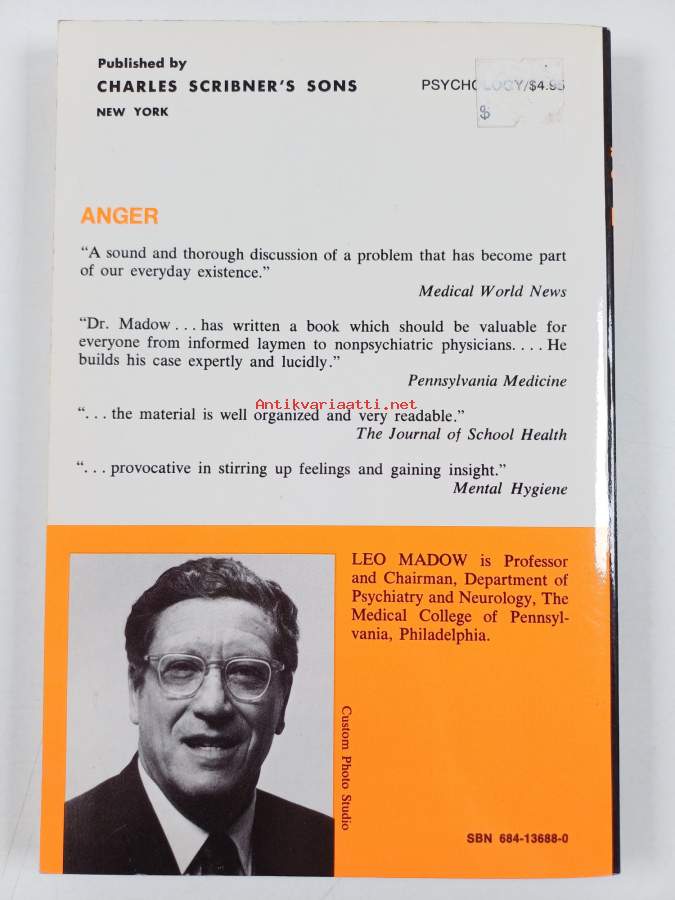 Published by
CHARLES SCRIBNER'S SONS
NEW YORK
PSYCHOLOGY/$4.95
$
ANGER
“A sound and thorough discussion of a problem that has become part
of our everyday existence.”
Medical World News
“Dr. Madow . . . has written a book which should be valuable for
everyone from informed laymen to nonpsychiatric physicians. . . . He
builds his case expertly and lucidly.”
Pennsylvania Medicine
Antikvariaatti.net
“. . . the material is well organized and very readable.”
The Journal of School Health
“. . . provocative in stirring up feelings and gaining insight.”
Mental Hygiene
LEO MADOW is Professor
and Chairman, Department of
Psychiatry and Neurology, The
Medical College of Pennsyl-
vania, Philadelphia.
Custom Photo Studio
SBN 684-13688-0